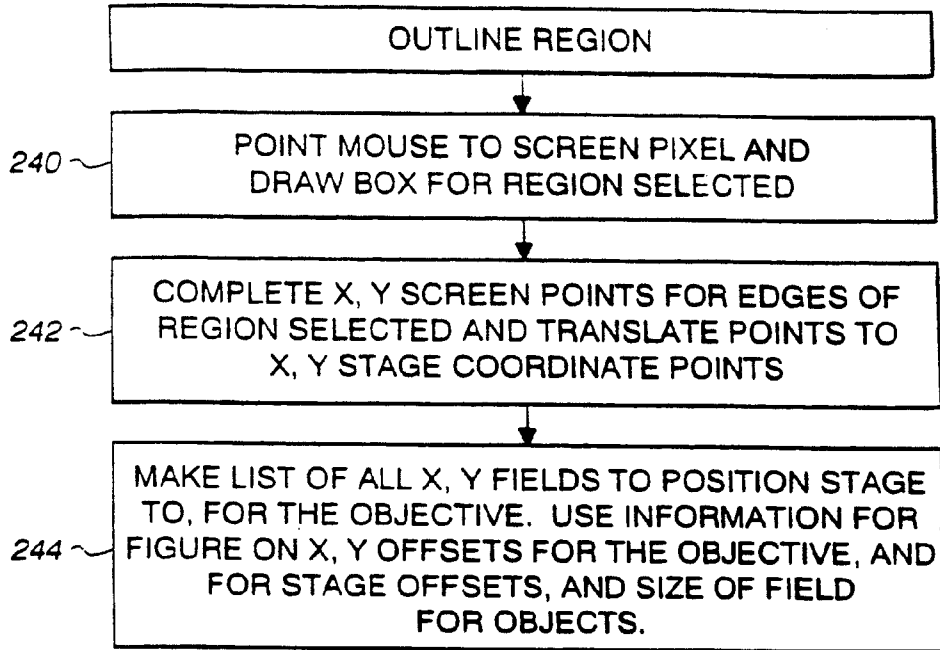 OUTLINE REGION
240
POINT MOUSE TO SCREEN PIXEL AND
DRAW BOX FOR REGION SELECTED
242
COMPLETE X, Y SCREEN POINTS FOR EDGES OF
REGION SELECTED AND TRANSLATE POINTS TO
X, Y STAGE COORDINATE POINTS
244
MAKE LIST OF ALL X, Y FIELDS TO POSITION STAGE
TO, FOR THE OBJECTIVE. USE INFORMATION FOR
FIGURE ON X, Y OFFSETS FOR THE OBJECTIVE, AND
FOR STAGE OFFSETS, AND SIZE OF FIELD
FOR OBJECTS.